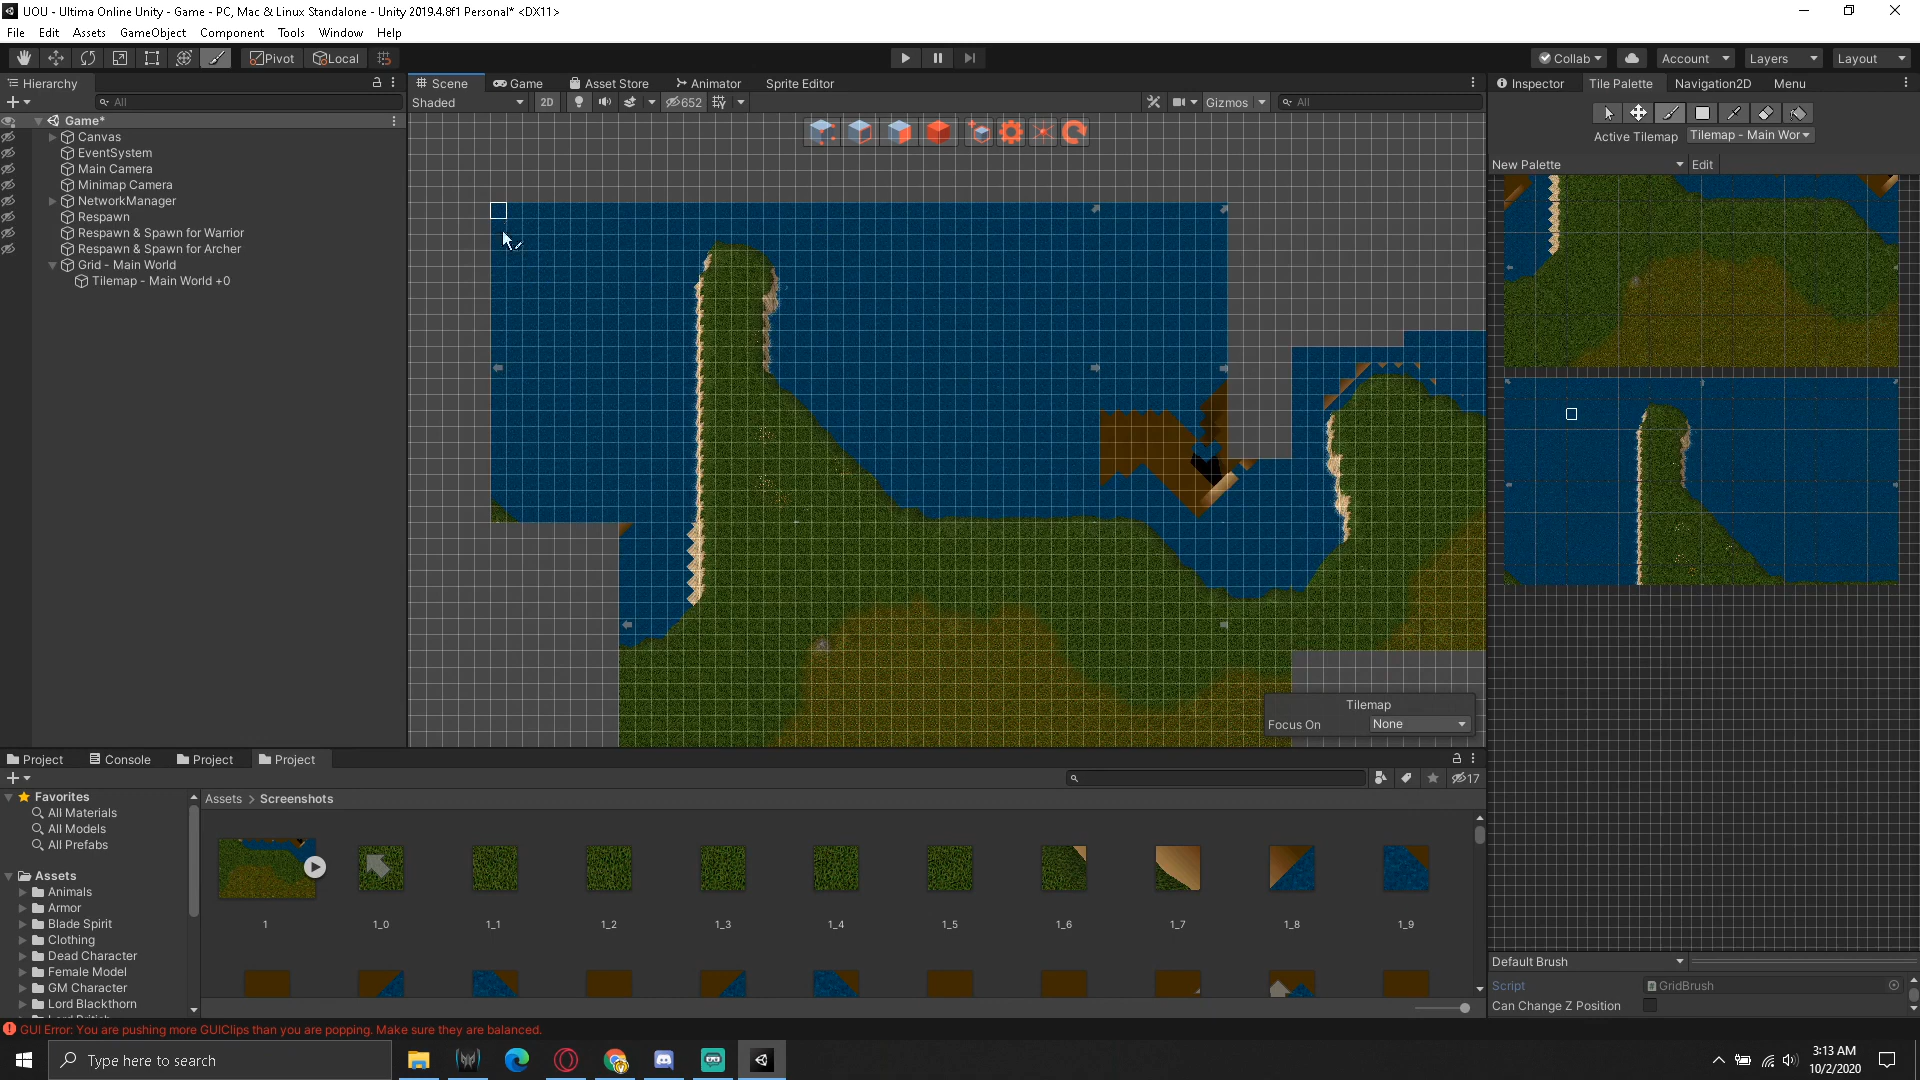 UOU - Ultima Online Unity - Game - PC, Mac & Linux Standalone - Unity 2019.4.8f1 Personal* <DX11>
File Edit Assets GameObject Component Tools Window Help
Pivot Local Collab Account Layers Layout
Hierarchy Scene Game Asset Store Animator Sprite Editor Inspector Tile Palette Navigation2D Menu
All Shaded 2D 652 Gizmos All
Game*
Canvas
EventSystem
Main Camera
Minimap Camera
NetworkManager
Respawn
Respawn & Spawn for Warrior
Respawn & Spawn for Archer
Grid - Main World
Tilemap - Main World +0
Active Tilemap Tilemap - Main Wor
New Palette Edit
Tilemap
Focus On None
Project Console Project Project
17
Favorites
All Materials
All Models
All Prefabs
Assets
Animals
Armor
Blade Spirit
Clothing
Dead Character
Female Model
GM Character
Lord Blackthorn
Assets > Screenshots
1 1_0 1_1 1_2 1_3 1_4 1_5 1_6 1_7 1_8 1_9
Default Brush
Script GridBrush
Can Change Z Position
GUI Error: You are pushing more GUIClips than you are popping. Make sure they are balanced.
Type here to search
3:13 AM
10/2/2020